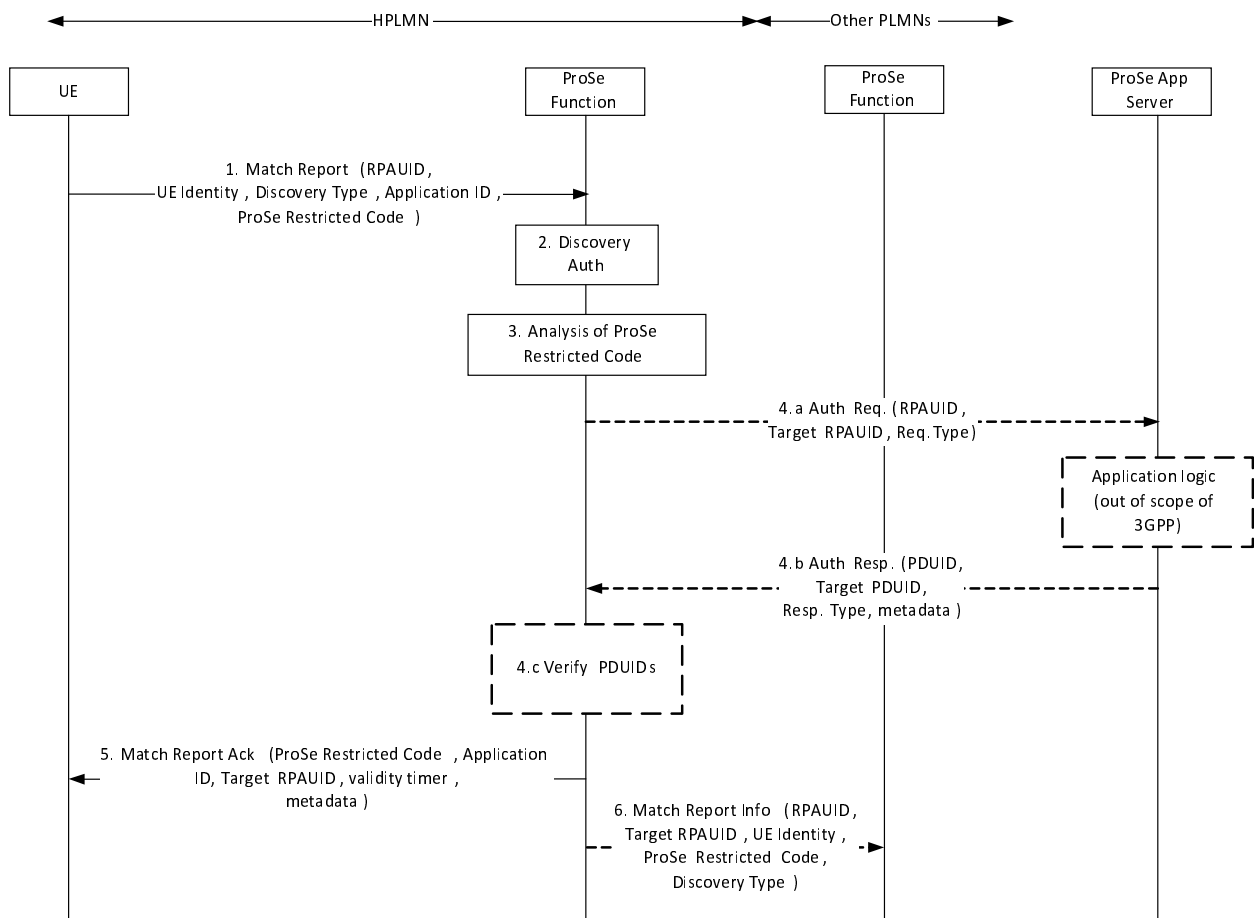 HPLMN
Other PLMNs
UE
ProSe
Function
ProSe
Function
ProSe App
Server
1. Match Report (RPAUID,
UE Identity, Discovery Type, Application ID,
ProSe Restricted Code)
2. Discovery
Auth
3. Analysis of ProSe
Restricted Code
4.a Auth Req. (RPAUID,
Target RPAUID, Req. Type)
Application logic
(out of scope of
3GPP)
4.b Auth Resp. (PDUID,
Target PDUID,
Resp. Type, metadata)
4.c Verify PDUIDs
5. Match Report Ack (ProSe Restricted Code, Application
ID, Target RPAUID, validity timer,
metadata)
6. Match Report Info (RPAUID,
Target RPAUID, UE Identity,
ProSe Restricted Code,
Discovery Type)